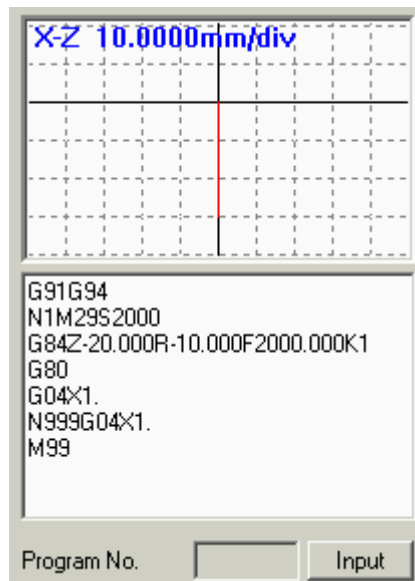 X-Z 10.0000mm/div
G91G94
N1M29S2000
G84Z-20.000R-10.000F2000.000K1
G80
G04X1.
N999G04X1.
M99
Program No.
Input